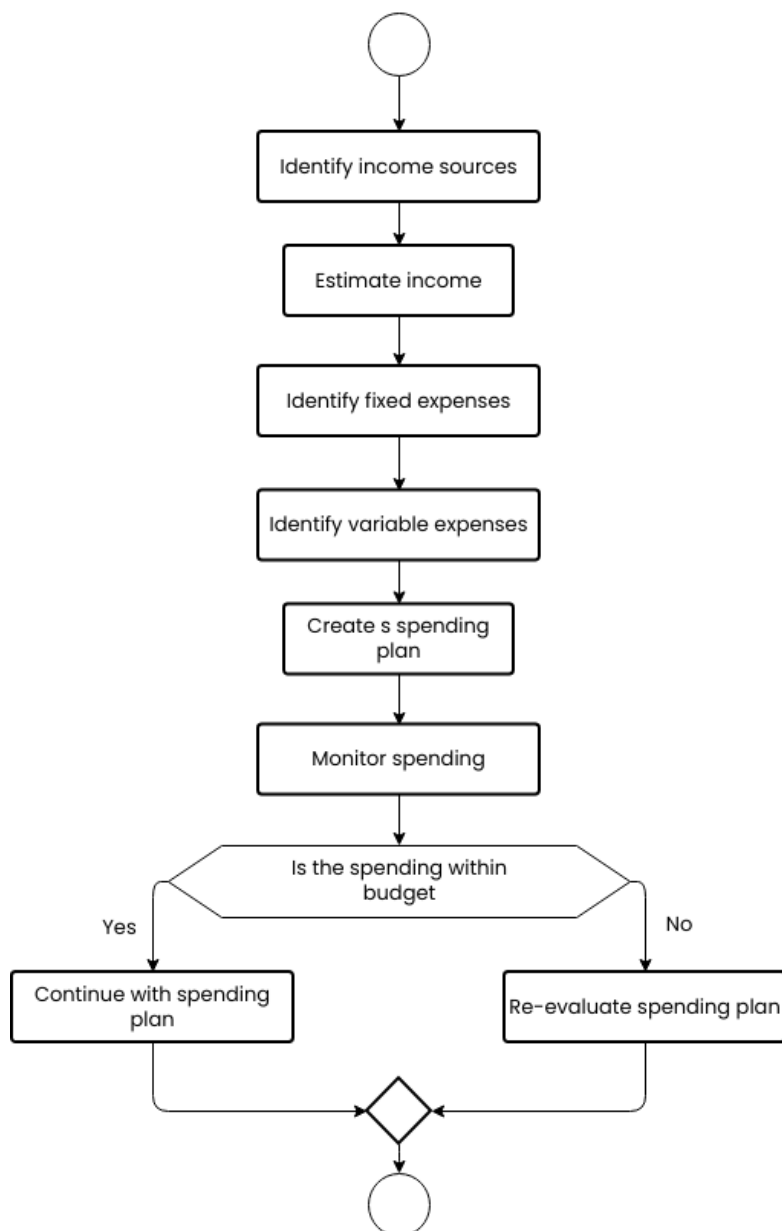 Identify income sources
Estimate income
Identify fixed expenses
Identify variable expenses
Create s spending
plan
Monitor spending
Is the spending within
budget
Yes
No
Continue with spending
plan
Re-evaluate spending plan